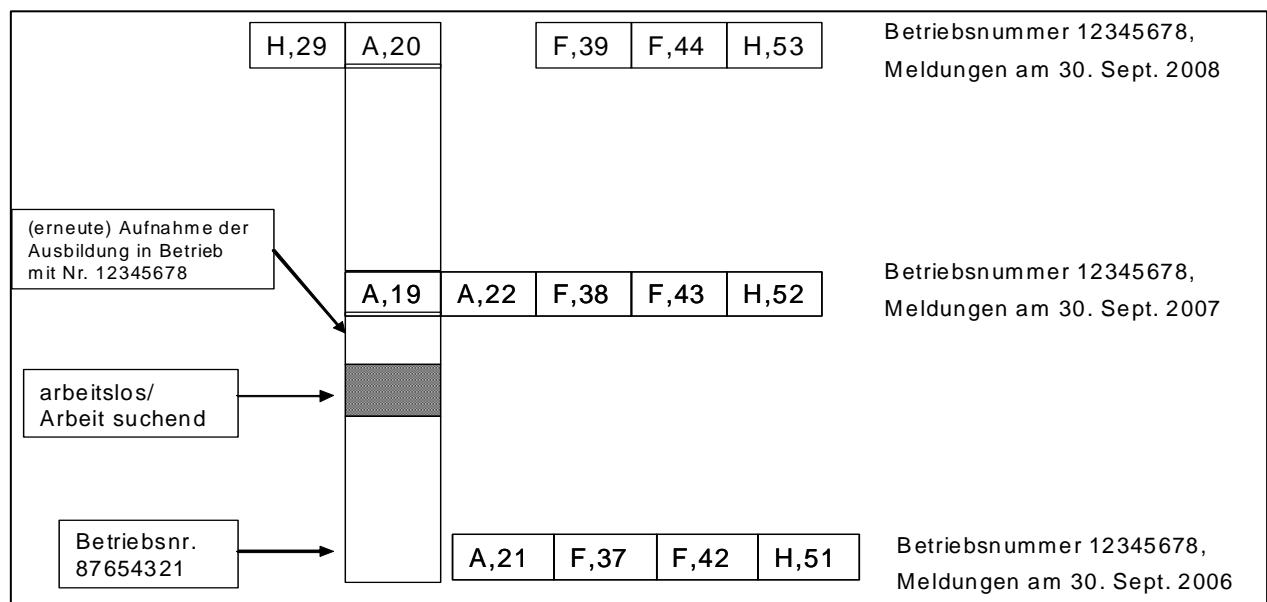 H,29 A,20 F,39 F,44 H,53
Betriebsnummer 12345678,
Meldungen am 30. Sept. 2008
(erneute) Aufnahme der
Ausbildung in Betrieb
mit Nr. 12345678
A,19 A,22 F,38 F,43 H,52
Betriebsnummer 12345678,
Meldungen am 30. Sept. 2007
arbeitslos/
Arbeit suchend
Betriebsnr.
87654321
A,21 F,37 F,42 H,51
Betriebsnummer 12345678,
Meldungen am 30. Sept. 2006